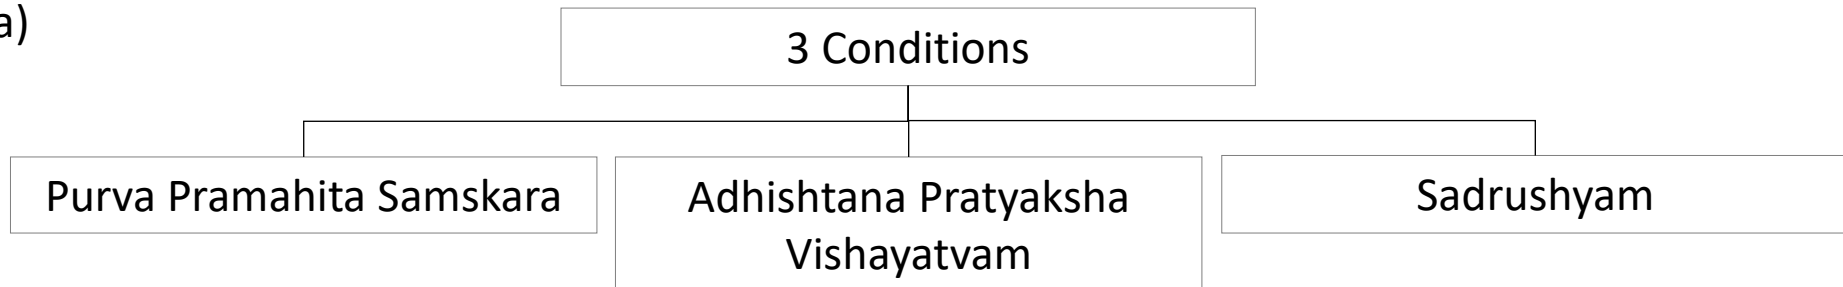 a)
3 Conditions
Purva Pramahita Samskara
Adhishtana Pratyaksha
Vishayatvam
Sadrushyam